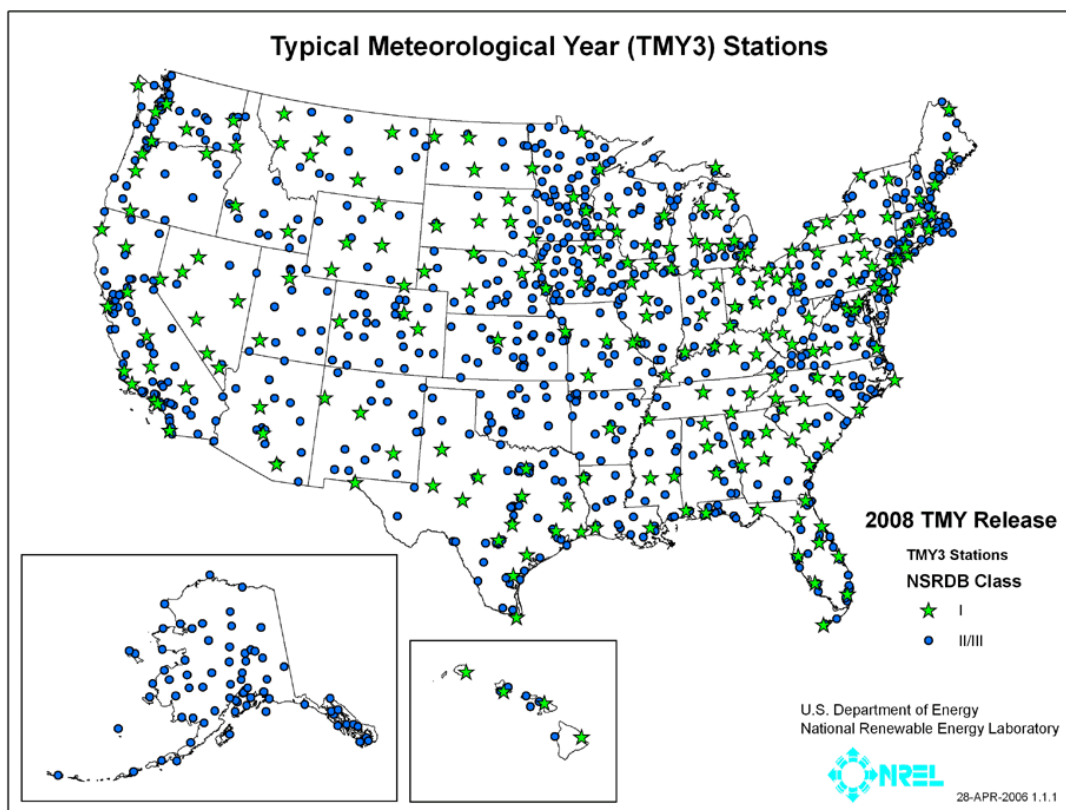 Typical Meteorological Year (TMY3) Stations
2008 TMY Release
TMY3 Stations
NSRDB Class
I
II/III
U.S. Department of Energy
National Renewable Energy Laboratory
NREL
28-APR-2006 1.1.1